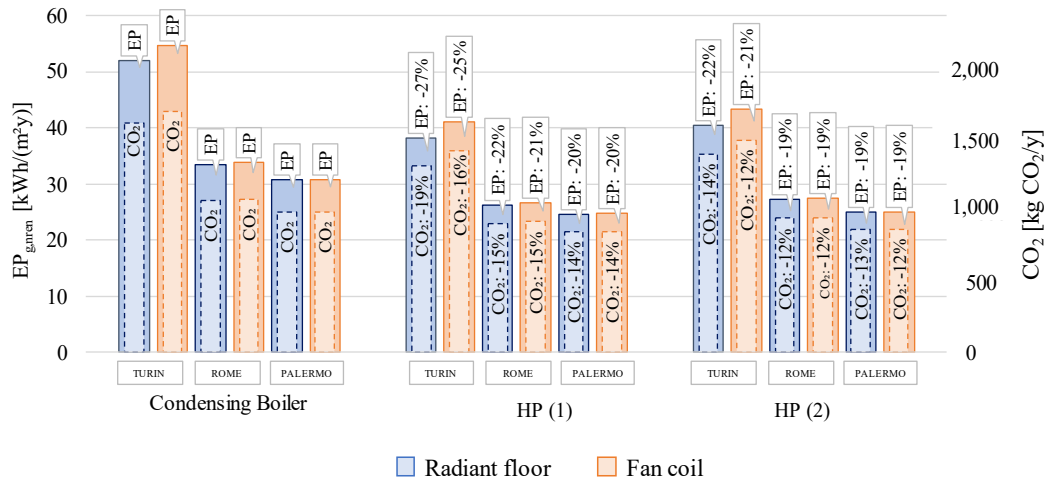 60
50
40
30
20
10
0
EPgl,nren [kWh/(m²y)]
2,000
1,500
1,000
500
0
CO₂ [kg CO₂/y]
EP
EP
EP
EP
EP
EP
CO₂
CO₂
CO₂
CO₂
CO₂
CO₂
EP: -27%
EP: -25%
EP: -22%
EP: -21%
EP: -20%
EP: -20%
CO₂: -19%
CO₂: -16%
CO₂: -15%
CO₂: -15%
CO₂: -14%
CO₂: -14%
EP: -22%
EP: -21%
EP: -19%
EP: -19%
EP: -19%
EP: -19%
CO₂: -14%
CO₂: -12%
CO₂: -12%
CO₂: -12%
CO₂: -13%
CO₂: -12%
TURIN ROME PALERMO
TURIN ROME PALERMO
TURIN ROME PALERMO
Condensing Boiler
HP (1)
HP (2)
Radiant floor
Fan coil